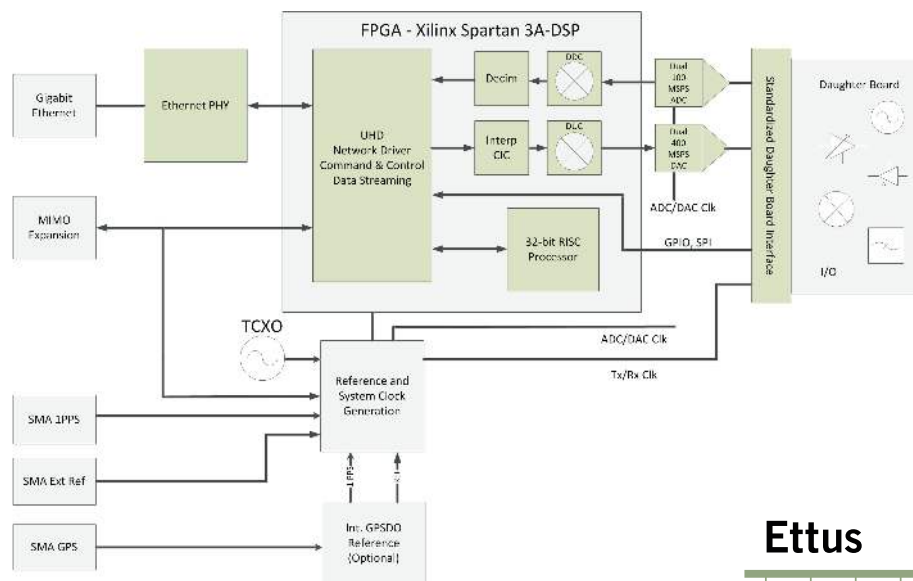 FPGA - Xilinx Spartan 3A-DSP
Gigabit
Ethernet
Ethernet PHY
UHD
Network Driver
Command & Control
Data Streaming
Decim
DDC
Interp
CIC
DUC
Dual
100
MSPS
ADC
Dual
400
MSPS
DAC
ADC/DAC Clk
Standardized Daughter Board Interface
Daughter Board
I/O
MIMO
Expansion
GPIO, SPI
32-bit RISC
Processor
TCXO
ADC/DAC Clk
Tx/Rx Clk
Reference and
System Clock
Generation
SMA 1PPS
SMA Ext Ref
1 PPS
Int. GPSDO
Reference
(Optional)
SMA GPS
Ettus